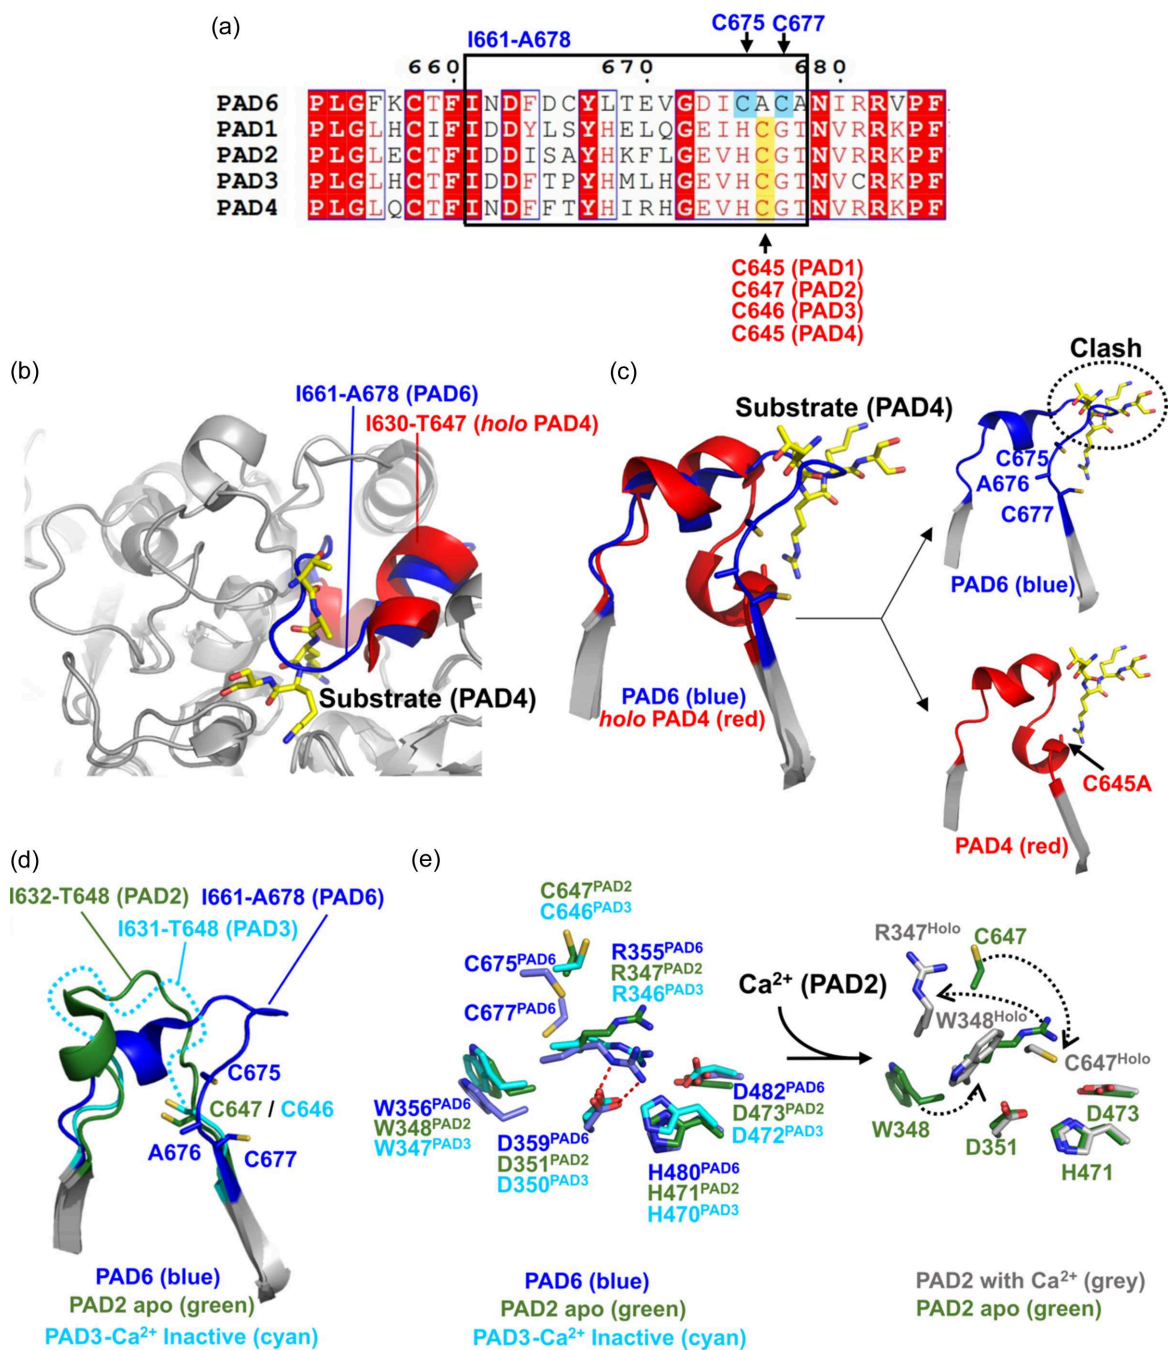 (a)
C675 C677
I661-A678
660 670 680
PAD6 PLGFKCTFINDFDCYLTEVGDICACANIRRVPF
PAD1 PLGLHCIFIDDYLSYHELQGEIHCGTNVRRKPF
PAD2 PLGLECTFIDDISAYHKFLGEVHCGTNVRRKPF
PAD3 PLGLHCTFIDDFTPYHMLHGEVHCGTNVCRKPF
PAD4 PLGLQCTFINDFFTYHIRHGEVHCGTNVRRKPF
C645 (PAD1)
C647 (PAD2)
C646 (PAD3)
C645 (PAD4)
(b)
I661-A678 (PAD6)
I630-T647 (holo PAD4)
Substrate (PAD4)
(c)
Substrate (PAD4)
PAD6 (blue)
holo PAD4 (red)
Clash
C675
A676
C677
PAD6 (blue)
C645A
PAD4 (red)
(d)
I632-T648 (PAD2)
I661-A678 (PAD6)
I631-T648 (PAD3)
C675
C647 / C646
A676
C677
PAD6 (blue)
PAD2 apo (green)
PAD3-Ca²⁺ Inactive (cyan)
(e)
C647PAD2
C646PAD3
C675PAD6
C677PAD6
R355PAD6
R347PAD2
R346PAD3
W356PAD6
W348PAD2
W347PAD3
D359PAD6
D351PAD2
D350PAD3
D482PAD6
D473PAD2
D472PAD3
H480PAD6
H471PAD2
H470PAD3
PAD6 (blue)
PAD2 apo (green)
PAD3-Ca²⁺ Inactive (cyan)
Ca²⁺ (PAD2)
R347Holo
C647
W348Holo
C647Holo
W348
D351
D473
H471
PAD2 with Ca²⁺ (grey)
PAD2 apo (green)